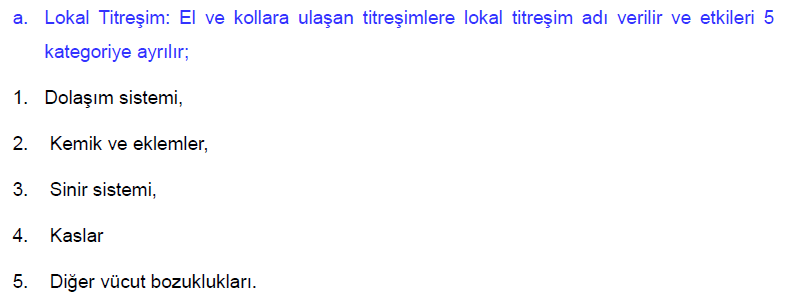 a. Lokal Titreşim: El ve kollara ulaşan titreşimlere lokal titreşim adı verilir ve etkileri 5
kategoriye ayrılır;
1. Dolaşım sistemi,
2. Kemik ve eklemler,
3. Sinir sistemi,
4. Kaslar
5. Diğer vücut bozuklukları.